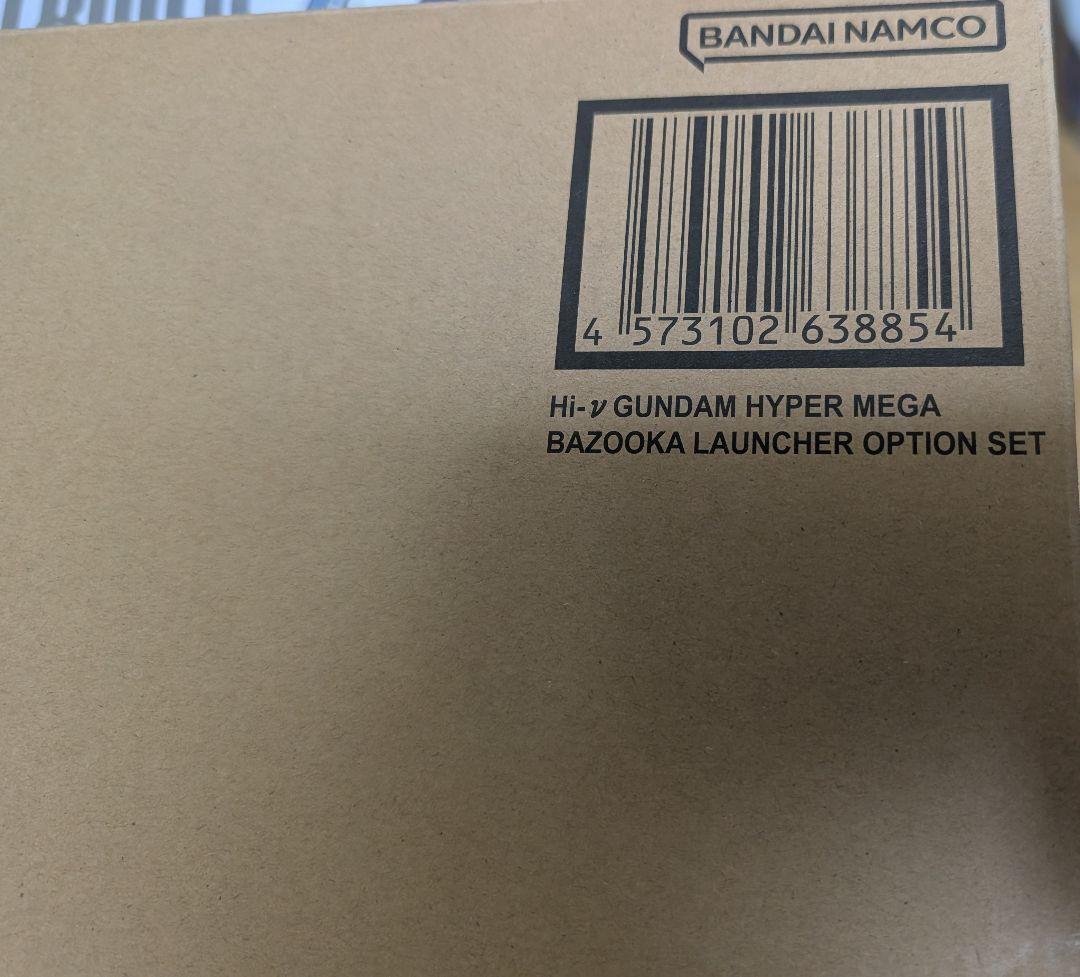 BANDAI NAMCO
4 573102 638854
Hi-ν GUNDAM HYPER MEGA
BAZOOKA LAUNCHER OPTION SET